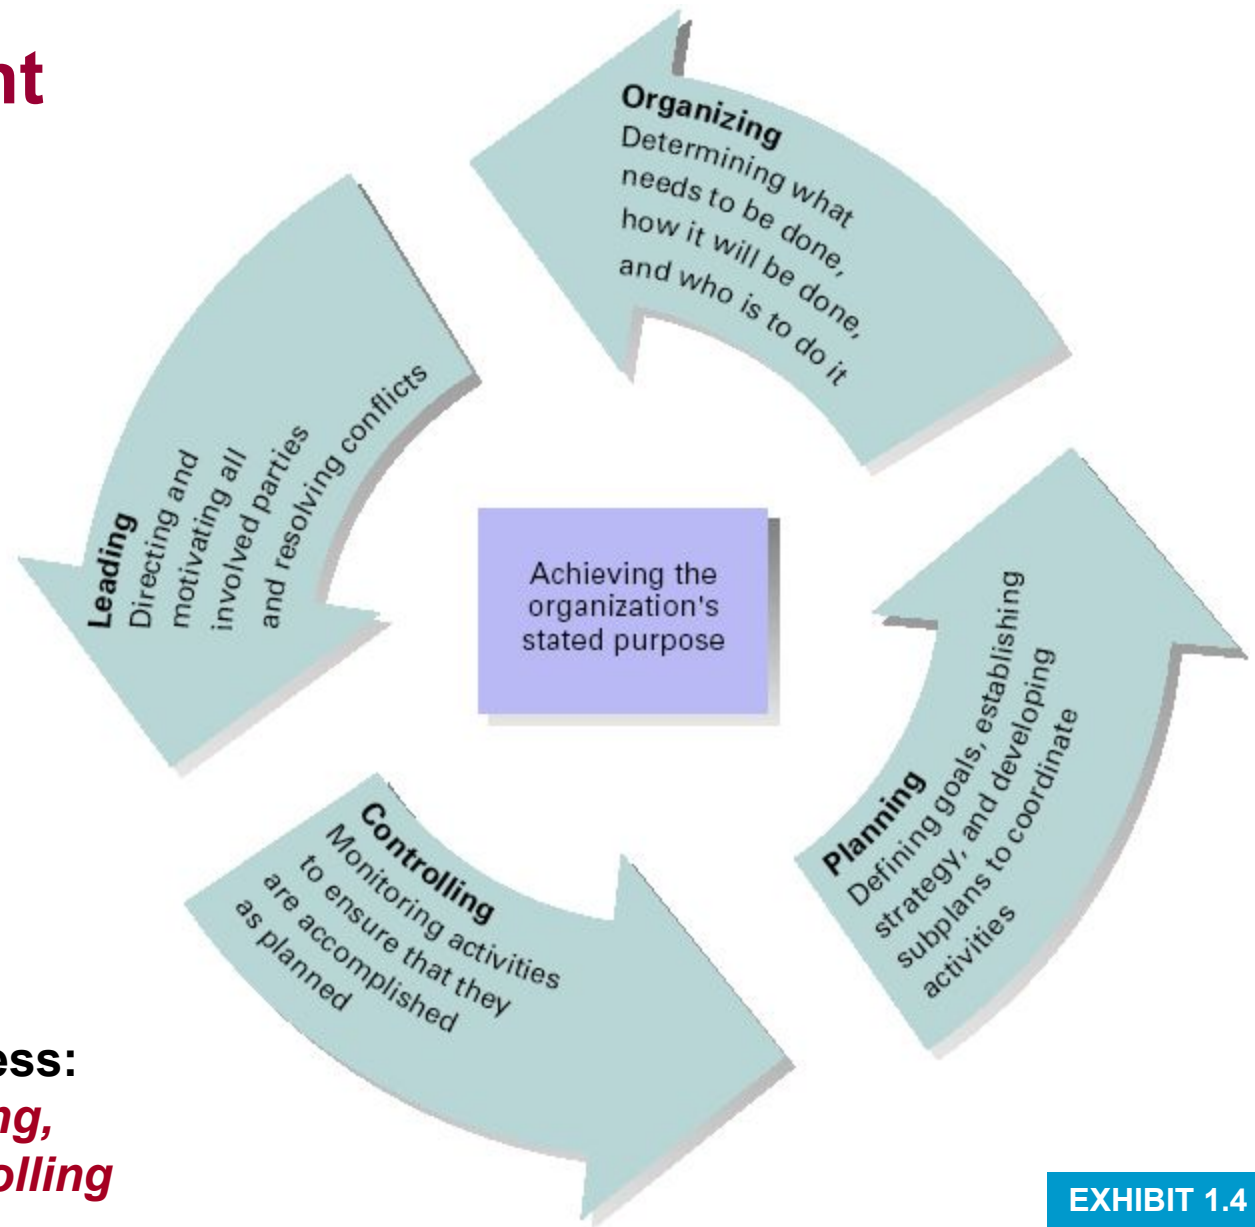 nt
Organizing
Determining what
needs to be done,
how it will be done,
and who is to do it
Leading
Directing and
motivating all
involved parties
and resolving conflicts
Achieving the
organization's
stated purpose
Planning
Defining goals, establishing
strategy, and developing
subplans to coordinate
activities
Controlling
Monitoring activities
to ensure that they
are accomplished
as planned
ess:
ng,
olling
EXHIBIT 1.4